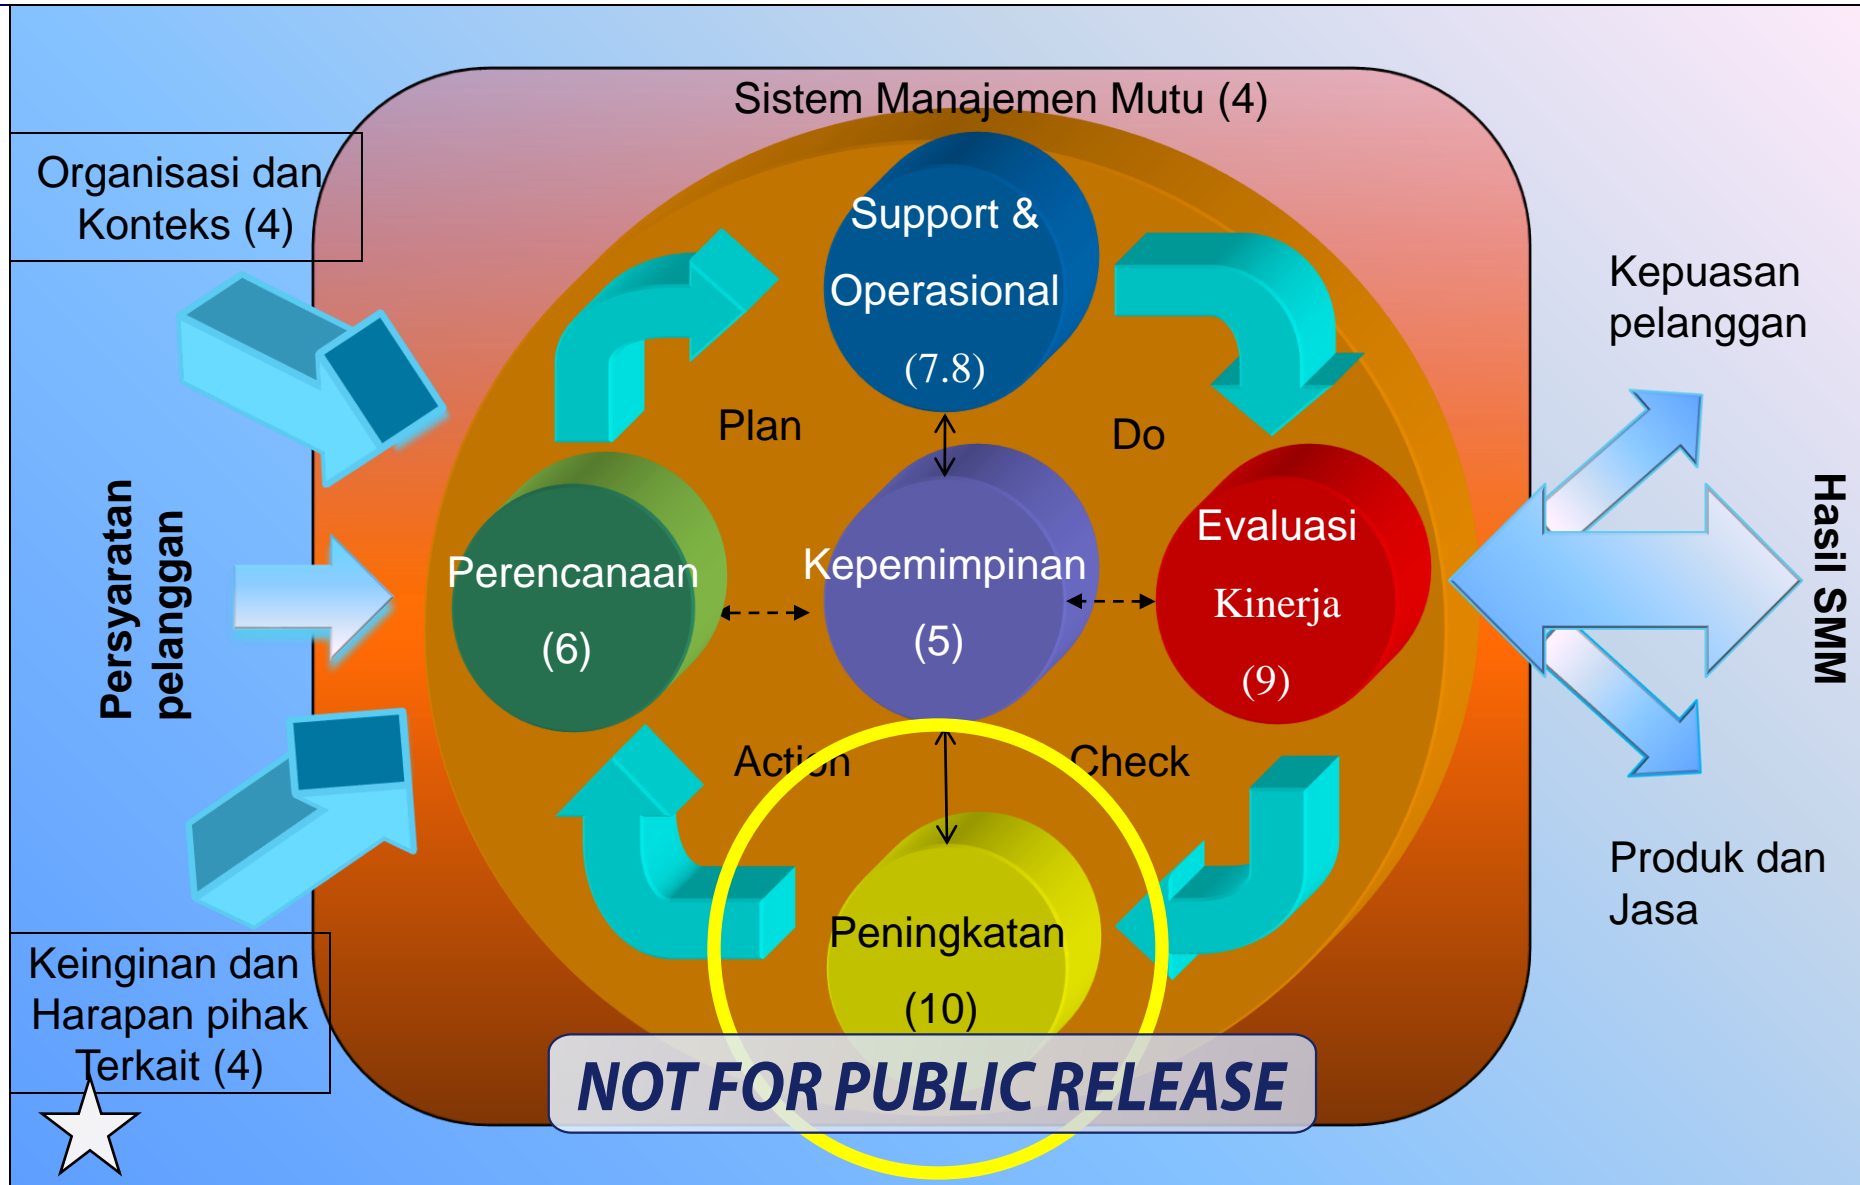 Sistem Manajemen Mutu (4)
Organisasi dan
Konteks (4)
Support &
Operasional
(7.8)
Kepuasan
pelanggan
Plan
Do
Persyaratan
pelanggan
Perencanaan
(6)
Kepemimpinan
(5)
Evaluasi
Kinerja
(9)
Hasil SMM
Action
Check
Peningkatan
(10)
Produk dan
Jasa
Keinginan dan
Harapan pihak
Terkait (4)
NOT FOR PUBLIC RELEASE